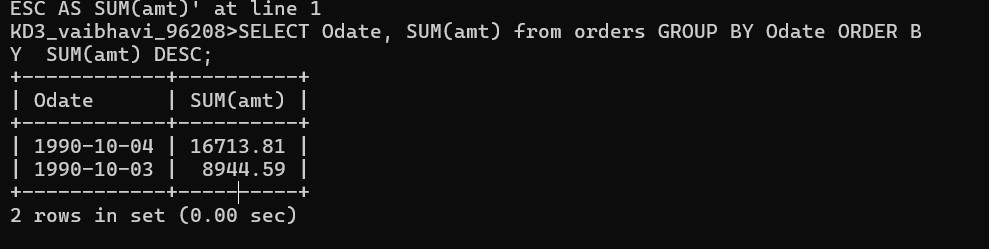 ESC AS SUM(amt)' at line 1
KD3_vaibhavi_96208>SELECT Odate, SUM(amt) from orders GROUP BY Odate ORDER B
Y  SUM(amt) DESC;
+------------+----------+
| Odate      | SUM(amt) |
+------------+----------+
| 1990-10-04 | 16713.81 |
| 1990-10-03 |  8944.59 |
+------------+----------+
2 rows in set (0.00 sec)